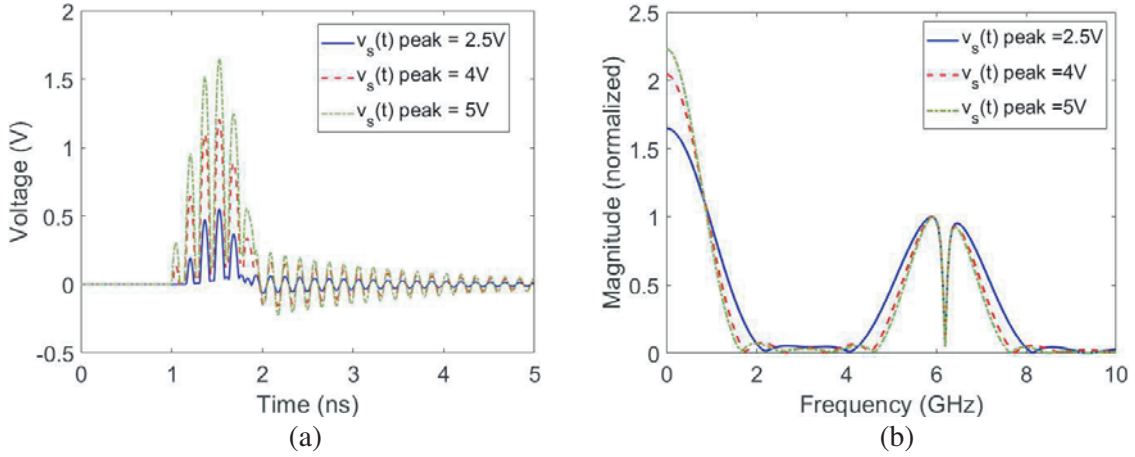 2
1.5
1
0.5
0
-0.5
Voltage (V)
v_s(t) peak = 2.5V
v_s(t) peak = 4V
v_s(t) peak = 5V
0 1 2 3 4 5
Time (ns)
(a)
2.5
2
1.5
1
0.5
0
Magnitude (normalized)
v_s(t) peak =2.5V
v_s(t) peak =4V
v_s(t) peak =5V
0 2 4 6 8 10
Frequency (GHz)
(b)